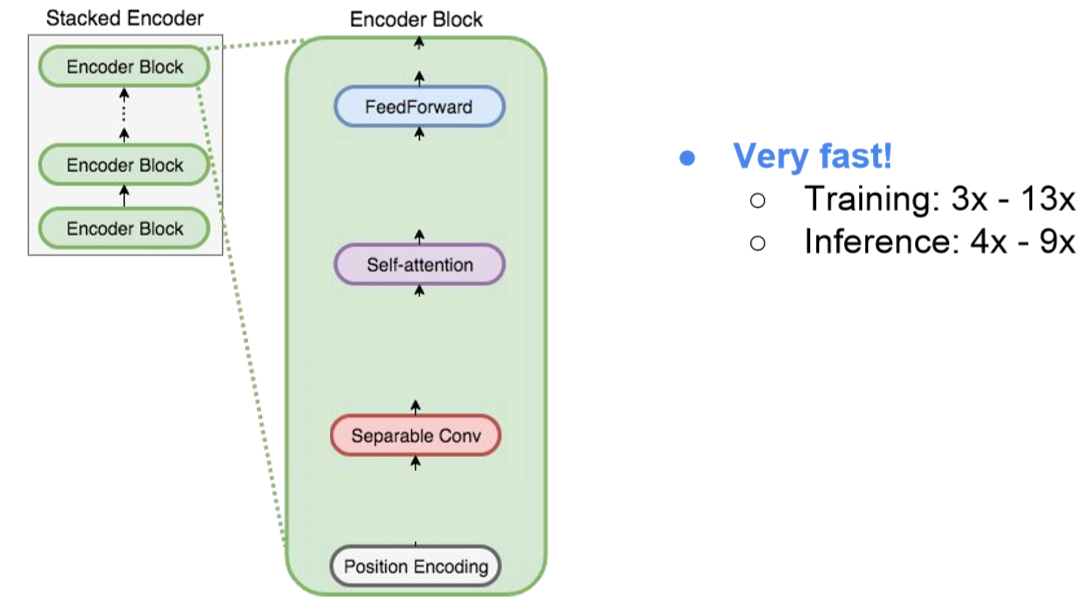 Stacked Encoder
Encoder Block
Encoder Block
Encoder Block
Encoder Block
FeedForward
Self-attention
Separable Conv
Position Encoding
● Very fast!
○ Training: 3x - 13x
○ Inference: 4x - 9x